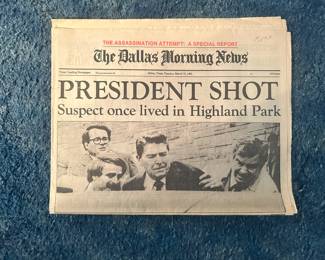 THE ASSASSINATION ATTEMPT: A SPECIAL REPORT
The Dallas Morning News
PRESIDENT SHOT
Suspect once lived in Highland Park